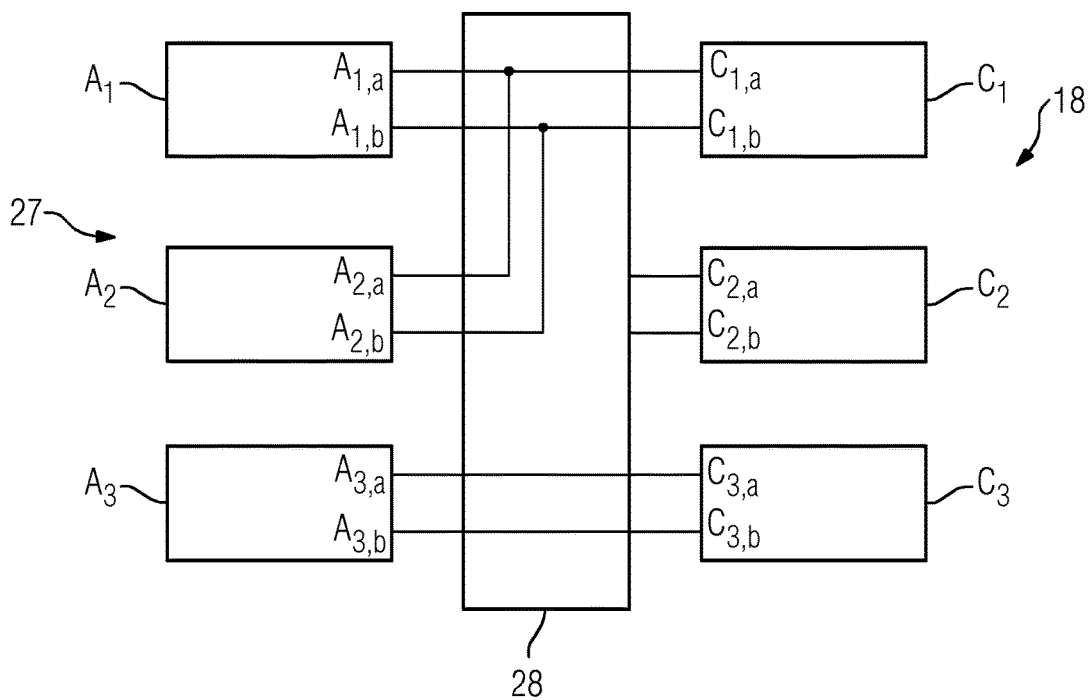 A1 A1,a C1,a C1
A1,b C1,b 18
27
A2 A2,a C2,a C2
A2,b C2,b
A3 A3,a C3,a C3
A3,b C3,b
28